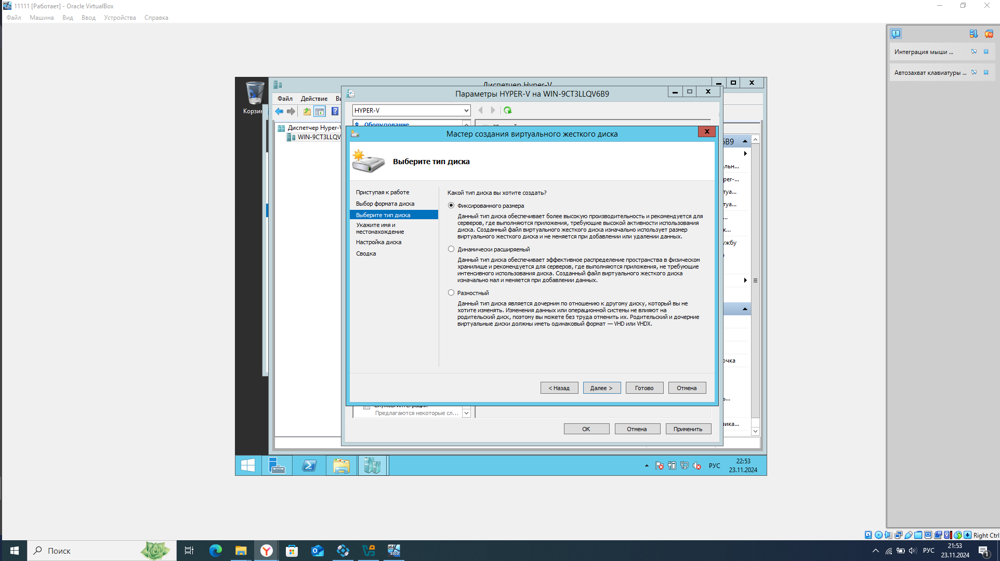 11111 [Работает] - Oracle VirtualBox
Файл Машина Вид Ввод Устройства Справка
Интеграция мыши ...
Автозахват клавиатуры ...
Корзин
Диспетчер Hyper-V
Файл Действие Ви
Диспетчер Hyper-V
WIN-9CT3LLQV
Параметры HYPER-V на WIN-9CT3LLQV6B9
HYPER-V
Оборудование
Мастер создания виртуального жесткого диска
Выберите тип диска
Приступая к работе
Выбор формата диска
Выберите тип диска
Укажите имя и
местонахождение
Настройка диска
Сводка
Какой тип диска вы хотите создать?
Фиксированного размера
Данный тип диска обеспечивает более высокую производительность и рекомендуется для
серверов, где выполняются приложения, требующие высокой активности использования
диска. Созданный файл виртуального жесткого диска изначально использует размер
виртуального жесткого диска и не меняется при добавлении или удалении данных.
Динамически расширяемый
Данный тип диска обеспечивает эффективное распределение пространства в физическом
хранилище и рекомендуется для серверов, где выполняются приложения, не требующие
интенсивного использования диска. Созданный файл виртуального жесткого диска
изначально мал и меняется при добавлении данных.
Разностный
Данный тип диска является дочерним по отношению к другому диску, который вы не
хотите изменять. Изменения данных или операционной системы не влияют на
родительский диск, поэтому вы можете без труда отменить их. Родительский и дочерние
виртуальные диски должны иметь одинаковый формат — VHD или VHDX.
< Назад Далее > Готово Отмена
Службы интеграции
Предлагаются некоторые сл...
OK Отмена Применить
6B9
льн...
per-...
туа...
туа...
...
к...
ужбу
очка
ь...
ика...
РУС
22:53
23.11.2024
Right Ctrl
Поиск
x64
2012
РУС
21:53
23.11.2024
1